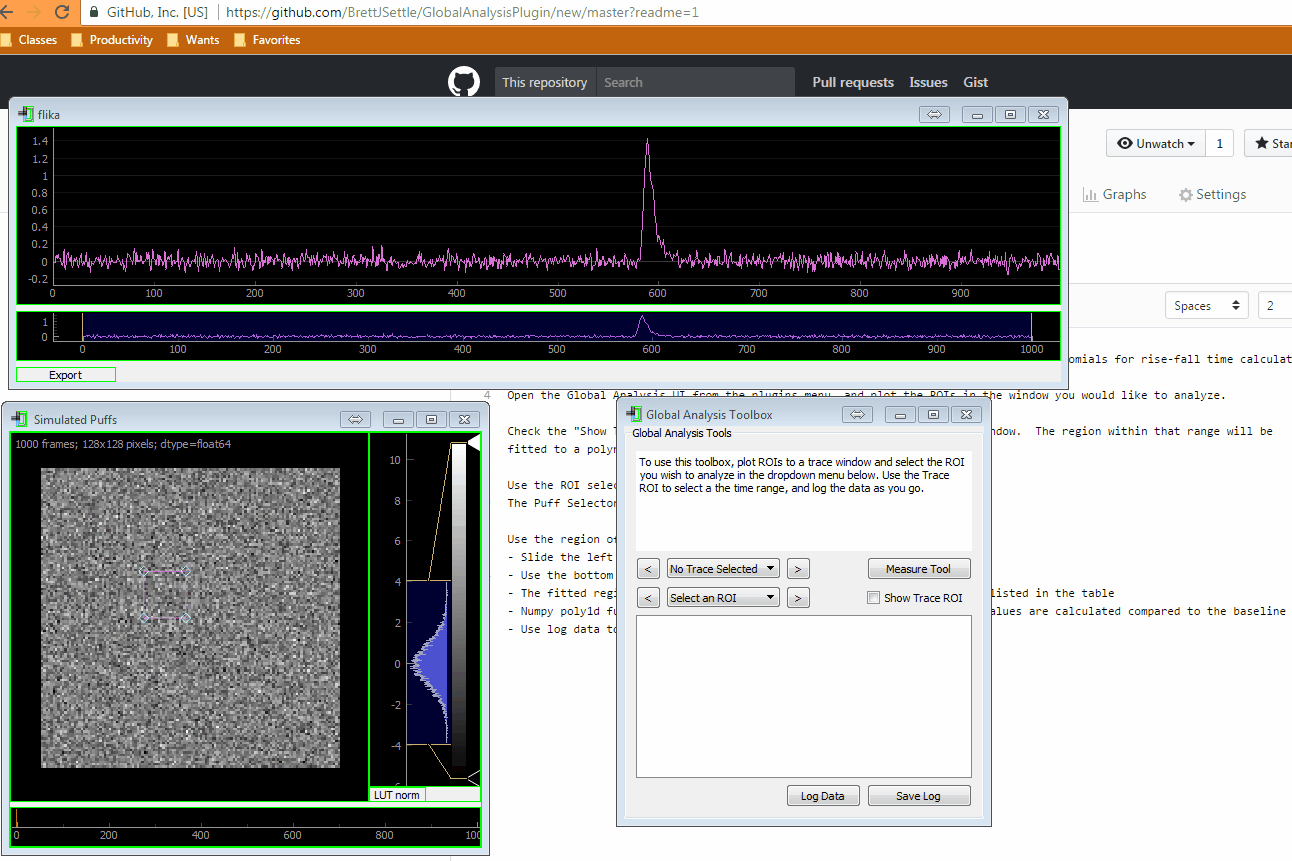 GitHub, Inc. [US] | https://github.com/BrettJSettle/GlobalAnalysisPlugin/new/master?readme=1
Classes Productivity Wants Favorites
This repository Search Pull requests Issues Gist
flika
Unwatch 1 Star
Graphs Settings
1.4
1.2
1
0.8
0.6
0.4
0.2
0
-0.2
0 100 200 300 400 500 600 700 800 900
Spaces 2
1
0
0 100 200 300 400 500 600 700 800 900 1000
omials for rise-fall time calculat
Export
4 Open the Global Analysis UI from the plugins menu, and plot the ROIs in the window you would like to analyze.
Simulated Puffs
Global Analysis Toolbox
Check the "Show ndow. The region within that range will be
fitted to a poly
Global Analysis Tools
1000 frames; 128x128 pixels; dtype=float64
To use this toolbox, plot ROIs to a trace window and select the ROI
you wish to analyze in the dropdown menu below. Use the Trace
ROI to select a the time range, and log the data as you go.
Use the ROI selec
The Puff Selector
Use the region o
- Slide the left
- Use the bottom
- The fitted regi listed in the table
- Numpy poly1d fu alues are calculated compared to the baseline
- Use log data to
< No Trace Selected > Measure Tool
< Select an ROI > Show Trace ROI
10
8
6
4
2
0
-2
-4
LUT norm
0 200 400 600 800 100
Log Data Save Log